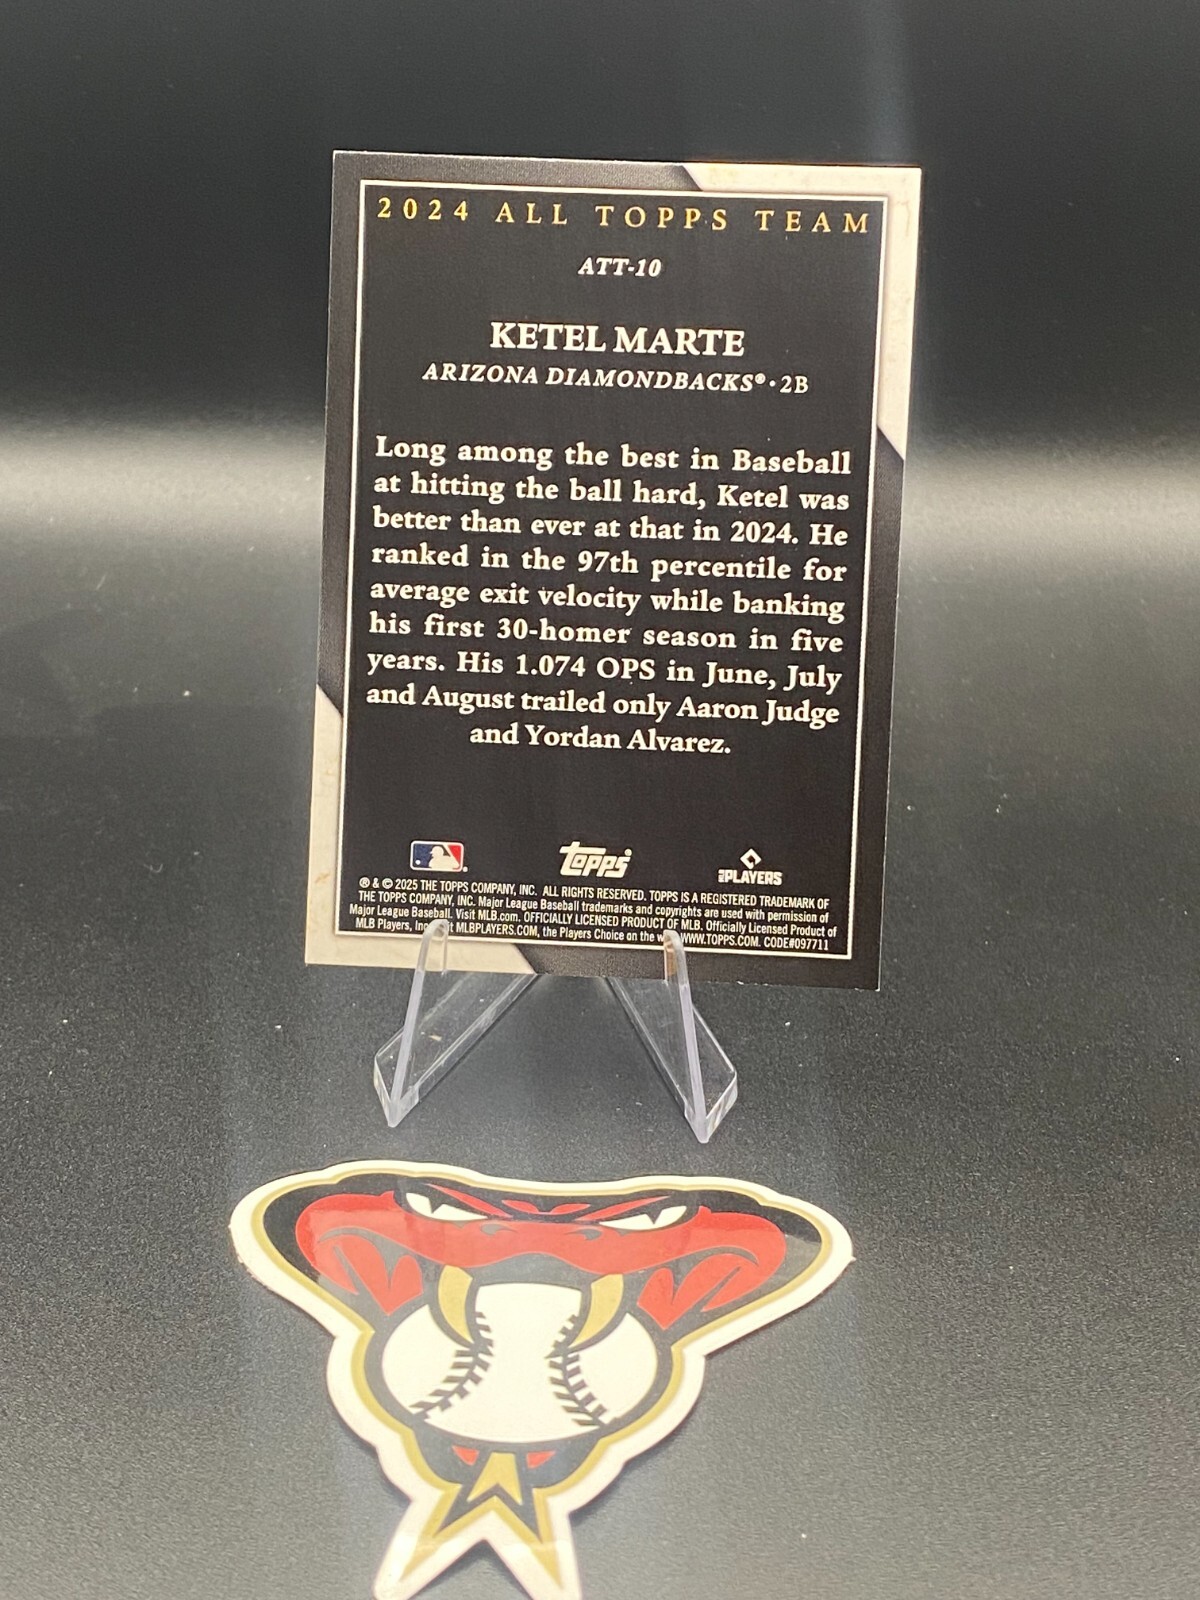 2024 ALL TOPPS TEAM
ATT-10
KETEL MARTE
ARIZONA DIAMONDBACKS® • 2B
Long among the best in Baseball
at hitting the ball hard, Ketel was
better than ever at that in 2024. He
ranked in the 97th percentile for
average exit velocity while banking
his first 30-homer season in five
years. His 1.074 OPS in June, July
and August trailed only Aaron Judge
and Yordan Alvarez.
Topps
MLB PLAYERS
® & © 2025 THE TOPPS COMPANY, INC. ALL RIGHTS RESERVED. TOPPS IS A REGISTERED TRADEMARK OF
THE TOPPS COMPANY, INC. Major League Baseball trademarks and copyrights are used with permission of
Major League Baseball. Visit MLB.com. OFFICIALLY LICENSED PRODUCT OF MLB. Officially Licensed Product of
MLB Players, MLBPLAYERS.COM, the Players Choice on the WWW.TOPPS.COM. CODE#097711